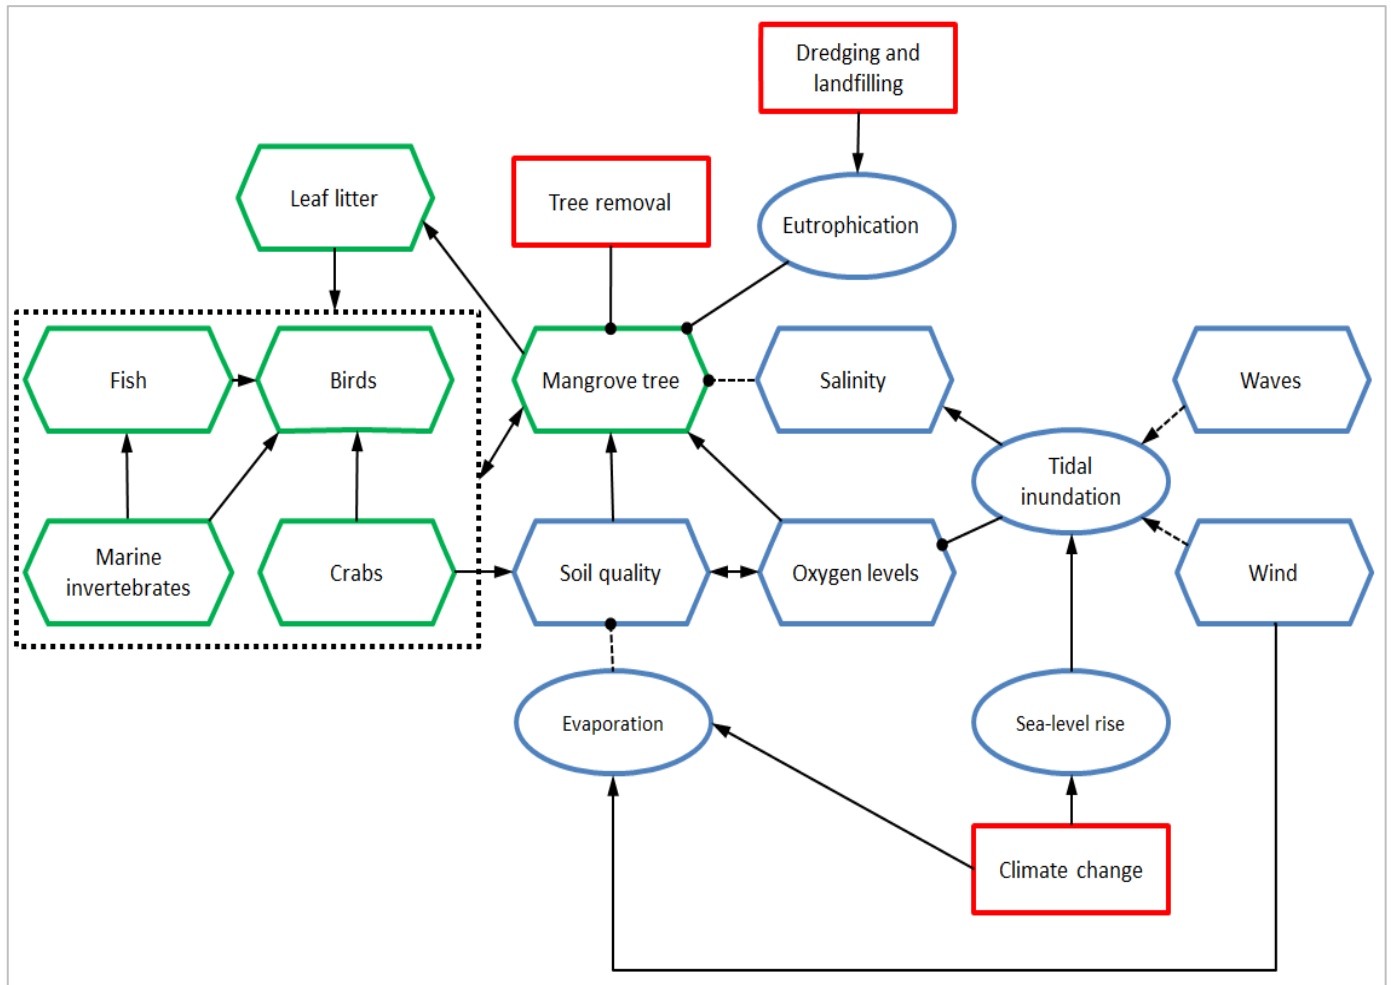 Dredging and
landfilling
Leaf litter
Tree removal
Eutrophication
Fish
Birds
Mangrove tree
Salinity
Waves
Tidal
inundation
Marine
invertebrates
Crabs
Soil quality
Oxygen levels
Wind
Evaporation
Sea-level rise
Climate change